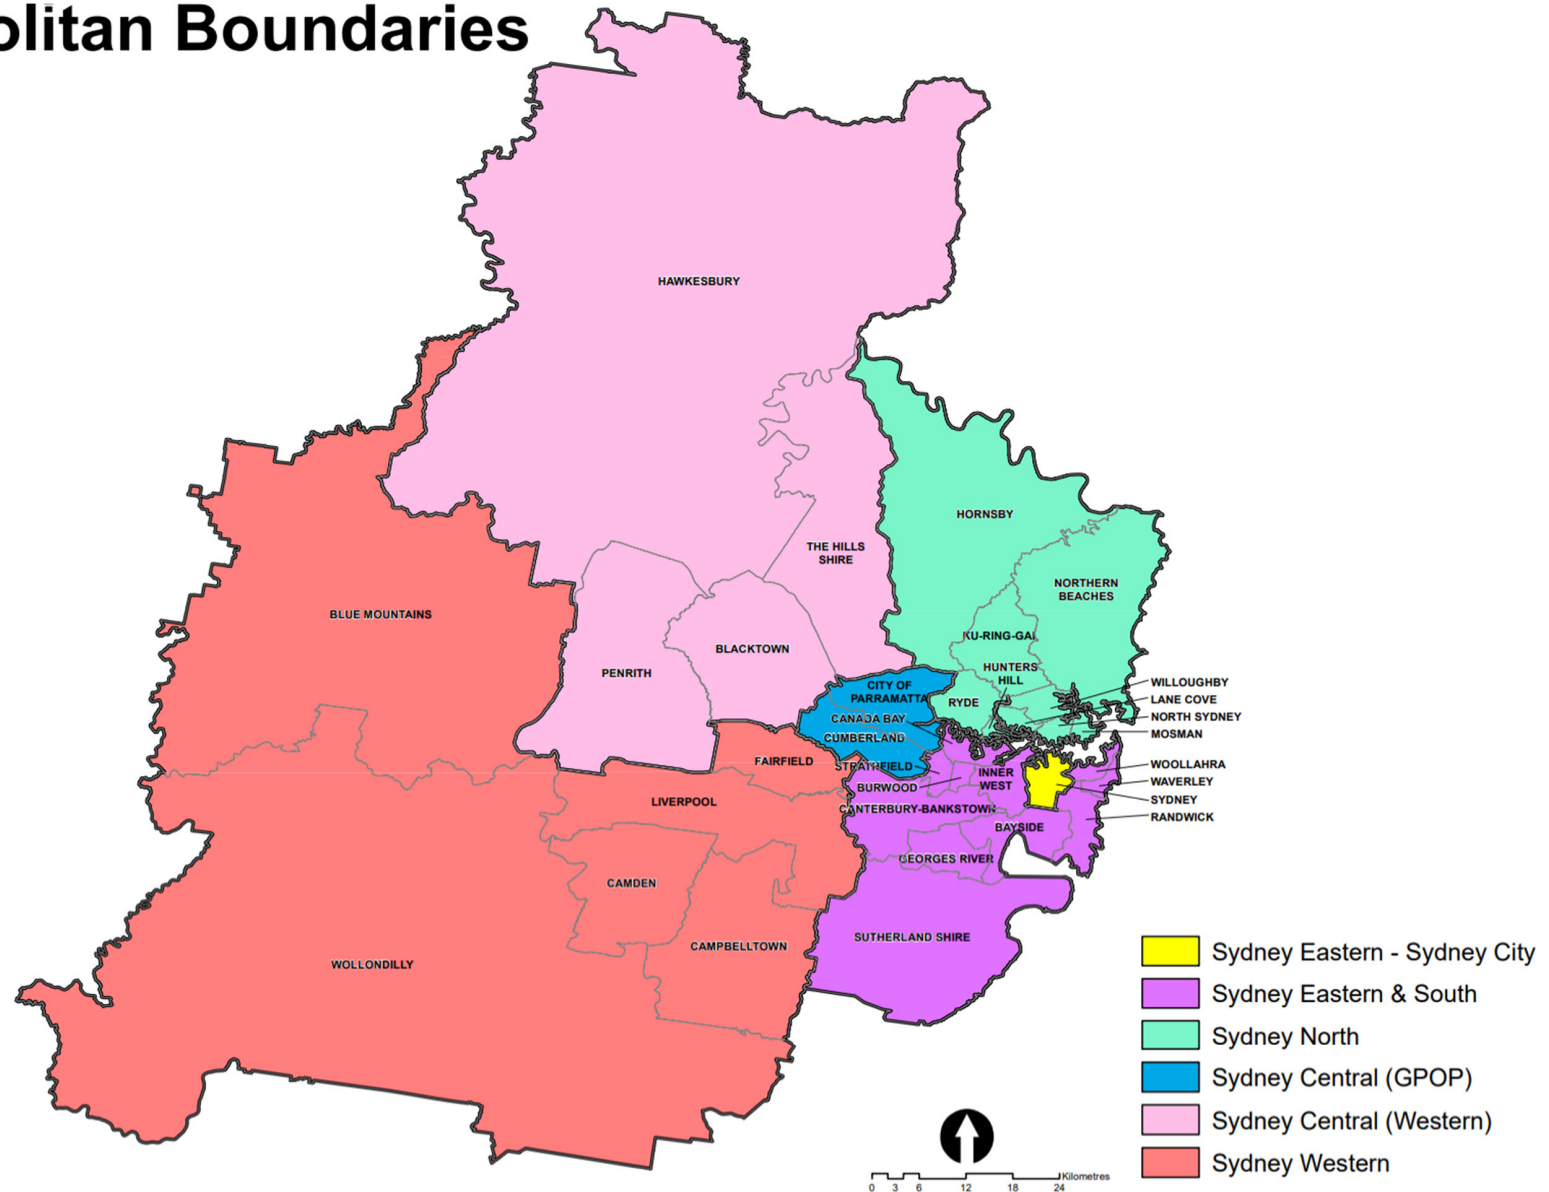 olitan Boundaries
HAWKESBURY
HORNSBY
THE HILLS
SHIRE
NORTHERN
BEACHES
BLUE MOUNTAINS
KU-RING-GAI
BLACKTOWN
HUNTERS
HILL
PENRITH
CITY OF
PARRAMATTA
RYDE
WILLOUGHBY
LANE COVE
NORTH SYDNEY
MOSMAN
CANADA BAY
CUMBERLAND
FAIRFIELD
STRATHFIELD
INNER
WEST
WOOLLAHRA
WAVERLEY
SYDNEY
RANDWICK
BURWOOD
LIVERPOOL
CANTERBURY-BANKSTOWN
BAYSIDE
GEORGES RIVER
CAMDEN
SUTHERLAND SHIRE
CAMPBELLTOWN
WOLLONDILLY
Sydney Eastern - Sydney City
Sydney Eastern & South
Sydney North
Sydney Central (GPOP)
Sydney Central (Western)
Sydney Western
Kilometres
0 3 6 12 18 24